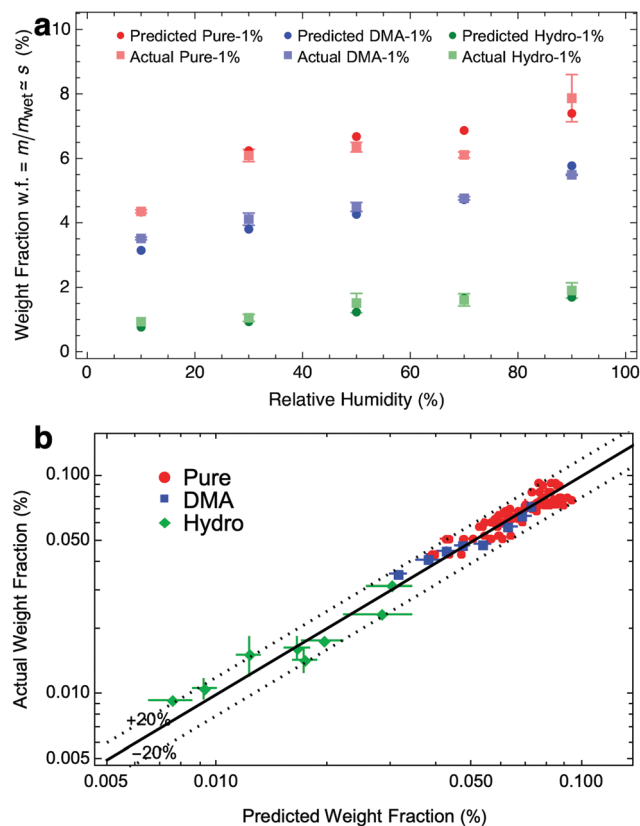 a
Predicted Pure-1% Predicted DMA-1% Predicted Hydro-1%
Actual Pure-1% Actual DMA-1% Actual Hydro-1%
Weight Fraction w.f. = m/m_wet ≃ s (%)
10
8
6
4
2
0
0 20 40 60 80 100
Relative Humidity (%)
b
Pure
DMA
Hydro
Actual Weight Fraction (%)
0.100
0.050
0.010
0.005
+20%
−20%
0.005 0.010 0.050 0.100
Predicted Weight Fraction (%)